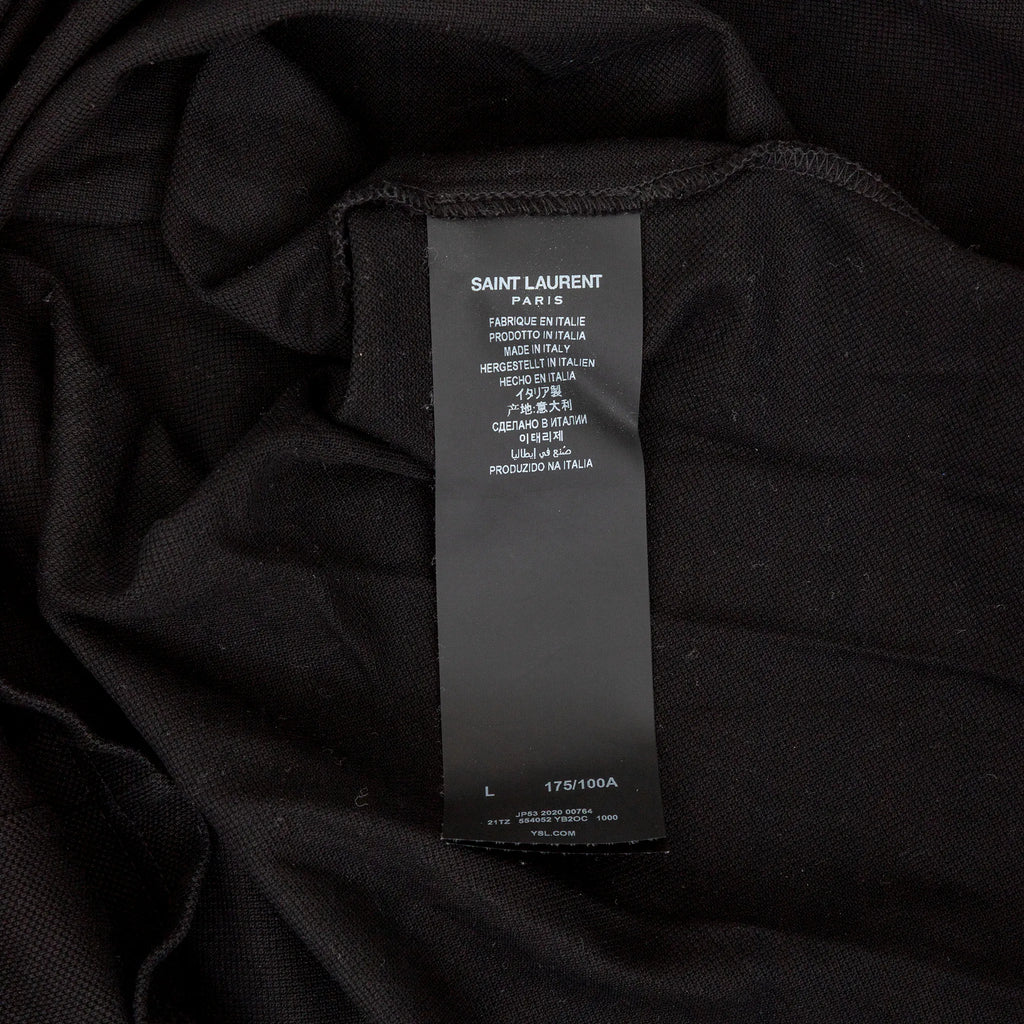 SAINT LAURENT
PARIS
FABRIQUE EN ITALIE
PRODOTTO IN ITALIA
MADE IN ITALY
HERGESTELLT IN ITALIEN
HECHO EN ITALIA
イタリア製
产地:意大利
СДЕЛАНО В ИТАЛИИ
이태리제
صُنع في إيطاليا
PRODUZIDO NA ITALIA
L 175/100A
JP53 2020 00764
21TZ 554052 YB2OC 1000
YSL.COM